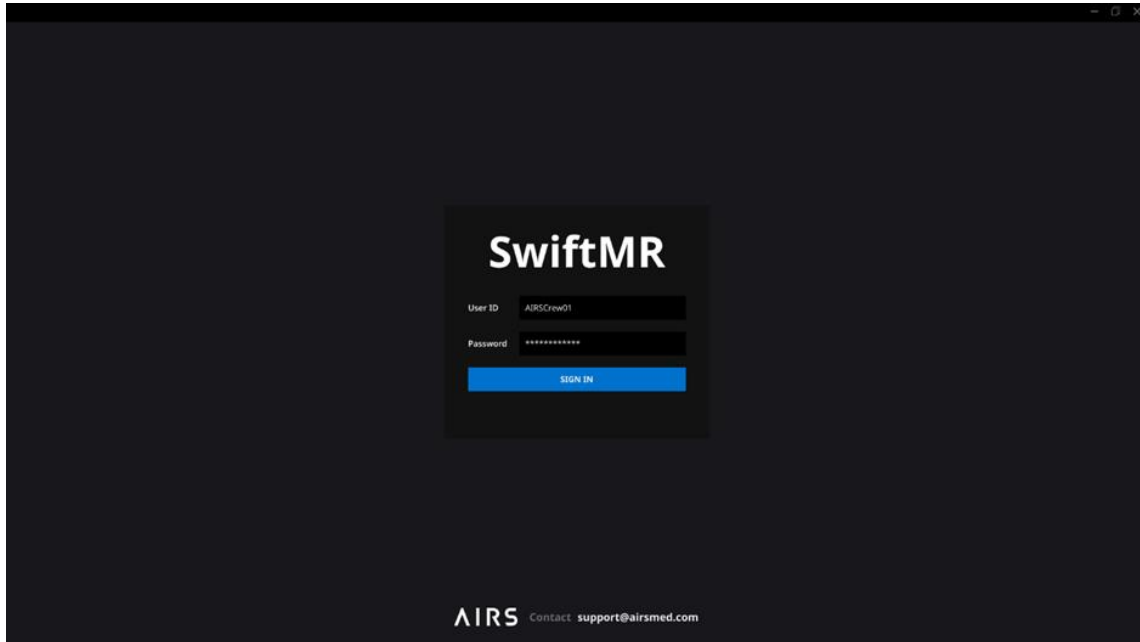 SwiftMR
User ID AIRSCrew01
Password ************
SIGN IN
AIRS Contact support@airsmed.com